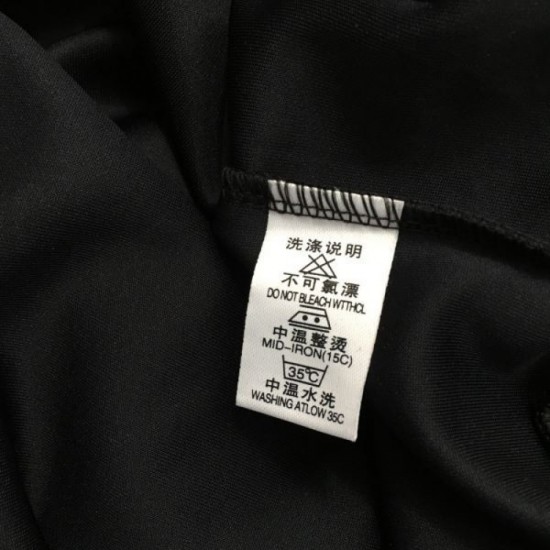 洗涤说明
不可氯漂
DO NOT BLEACH WTTHCL
中温整烫
MID-IRON(15C)
35℃
中温水洗
WASHING ATLOW 35C